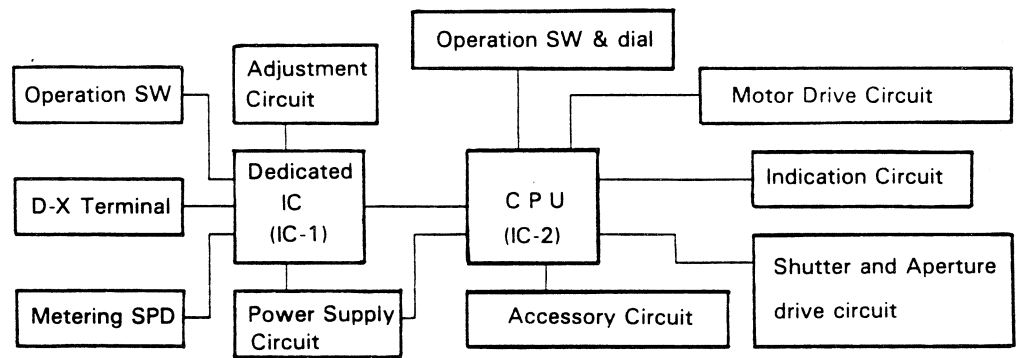 Operation SW & dial
Adjustment
Circuit
Operation SW
Motor Drive Circuit
Dedicated
IC
(IC-1)
C P U
(IC-2)
Indication Circuit
D-X Terminal
Metering SPD
Power Supply
Circuit
Accessory Circuit
Shutter and Aperture
drive circuit